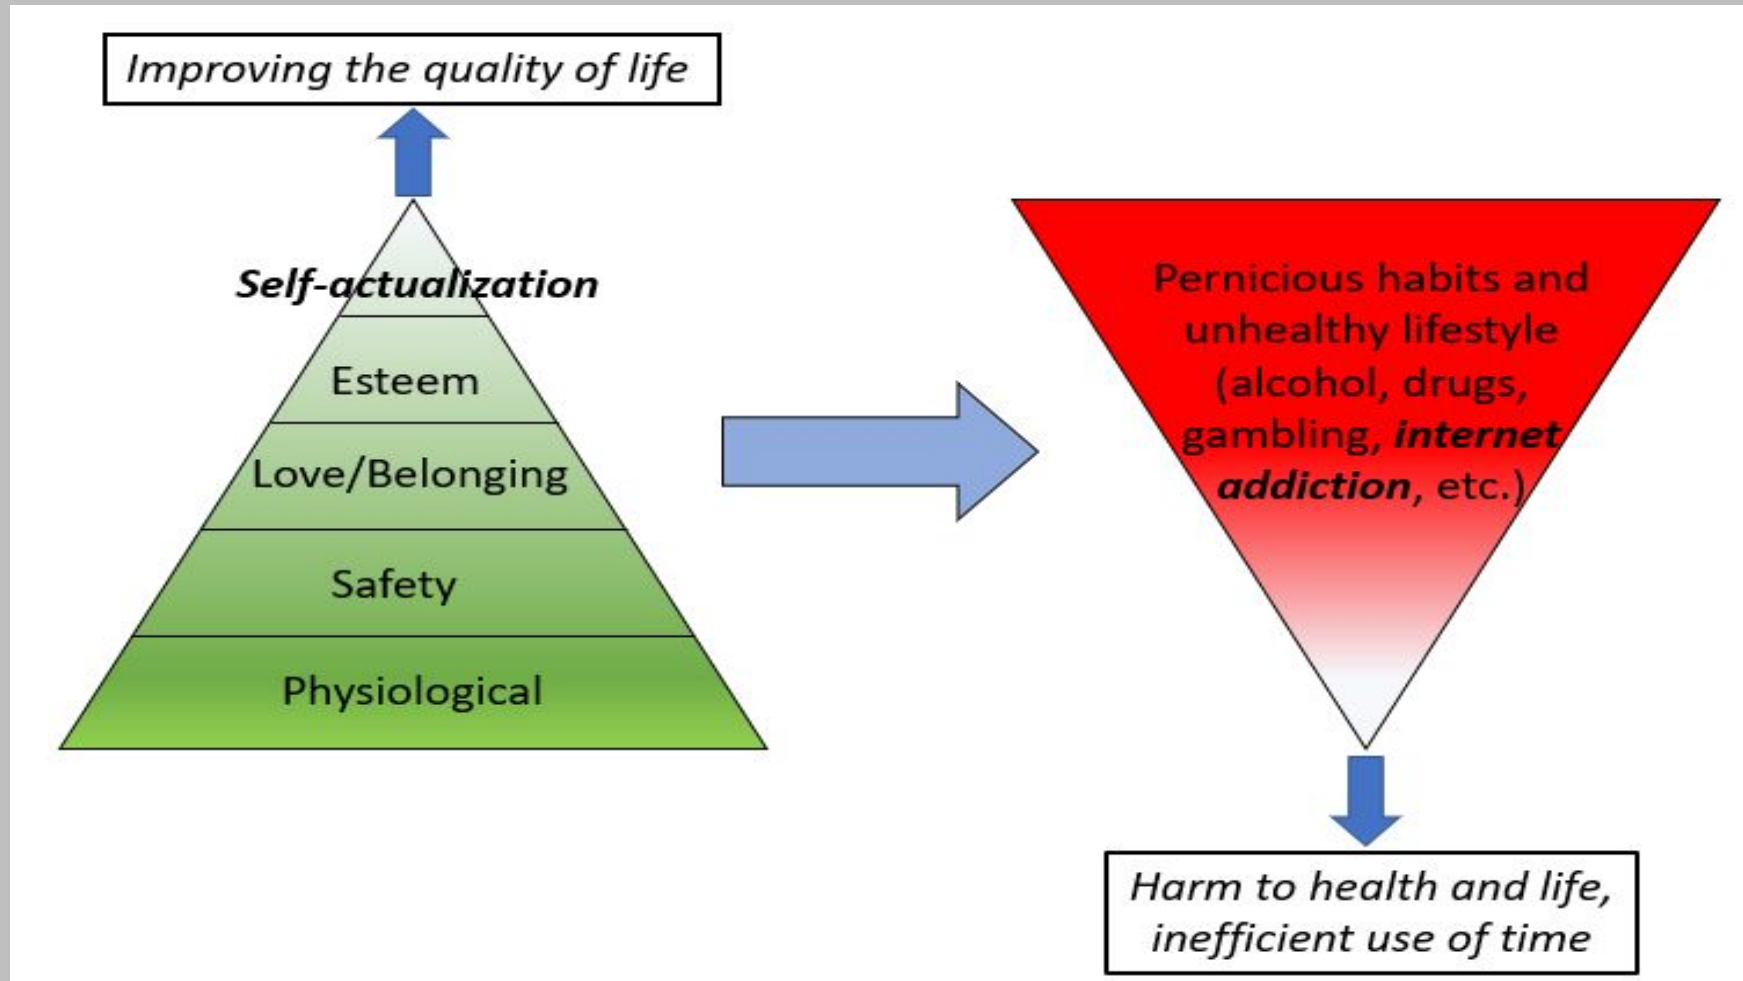 Improving the quality of life
Self-actualization
Esteem
Love/Belonging
Safety
Physiological
Pernicious habits and
unhealthy lifestyle
(alcohol, drugs,
gambling, internet
addiction, etc.)
Harm to health and life,
inefficient use of time